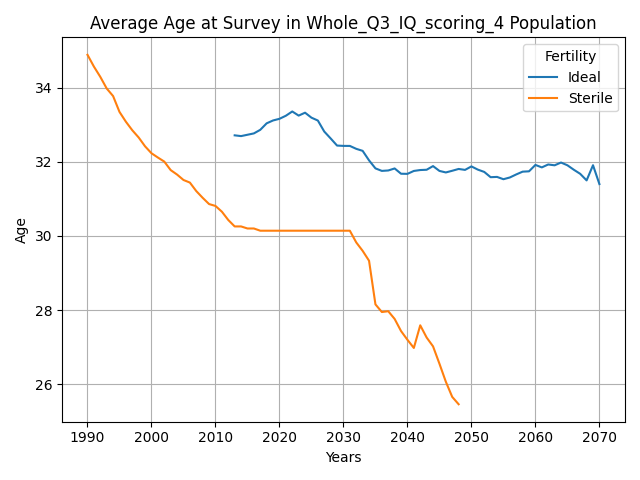 Average Age at Survey in Whole_Q3_IQ_scoring_4 Population
Fertility
Ideal
Sterile
34
32
30
28
26
Age
1990 2000 2010 2020 2030 2040 2050 2060 2070
Years